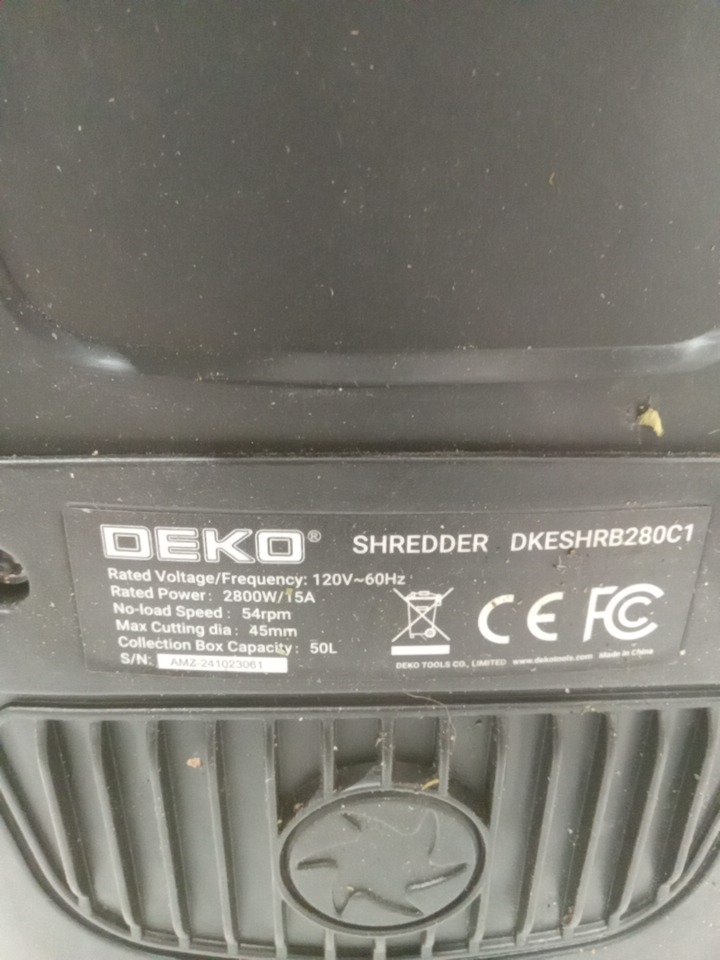 DEKO® SHREDDER DKESHRB280C1
Rated Voltage/Frequency: 120V~60Hz
Rated Power: 2800W/15A
No-load Speed: 54rpm
Max Cutting dia: 45mm
Collection Box Capacity: 50L
S/N: AMZ-241023061
CE FC
DEKO TOOLS CO., LIMITED www.dekotools.com Made in China